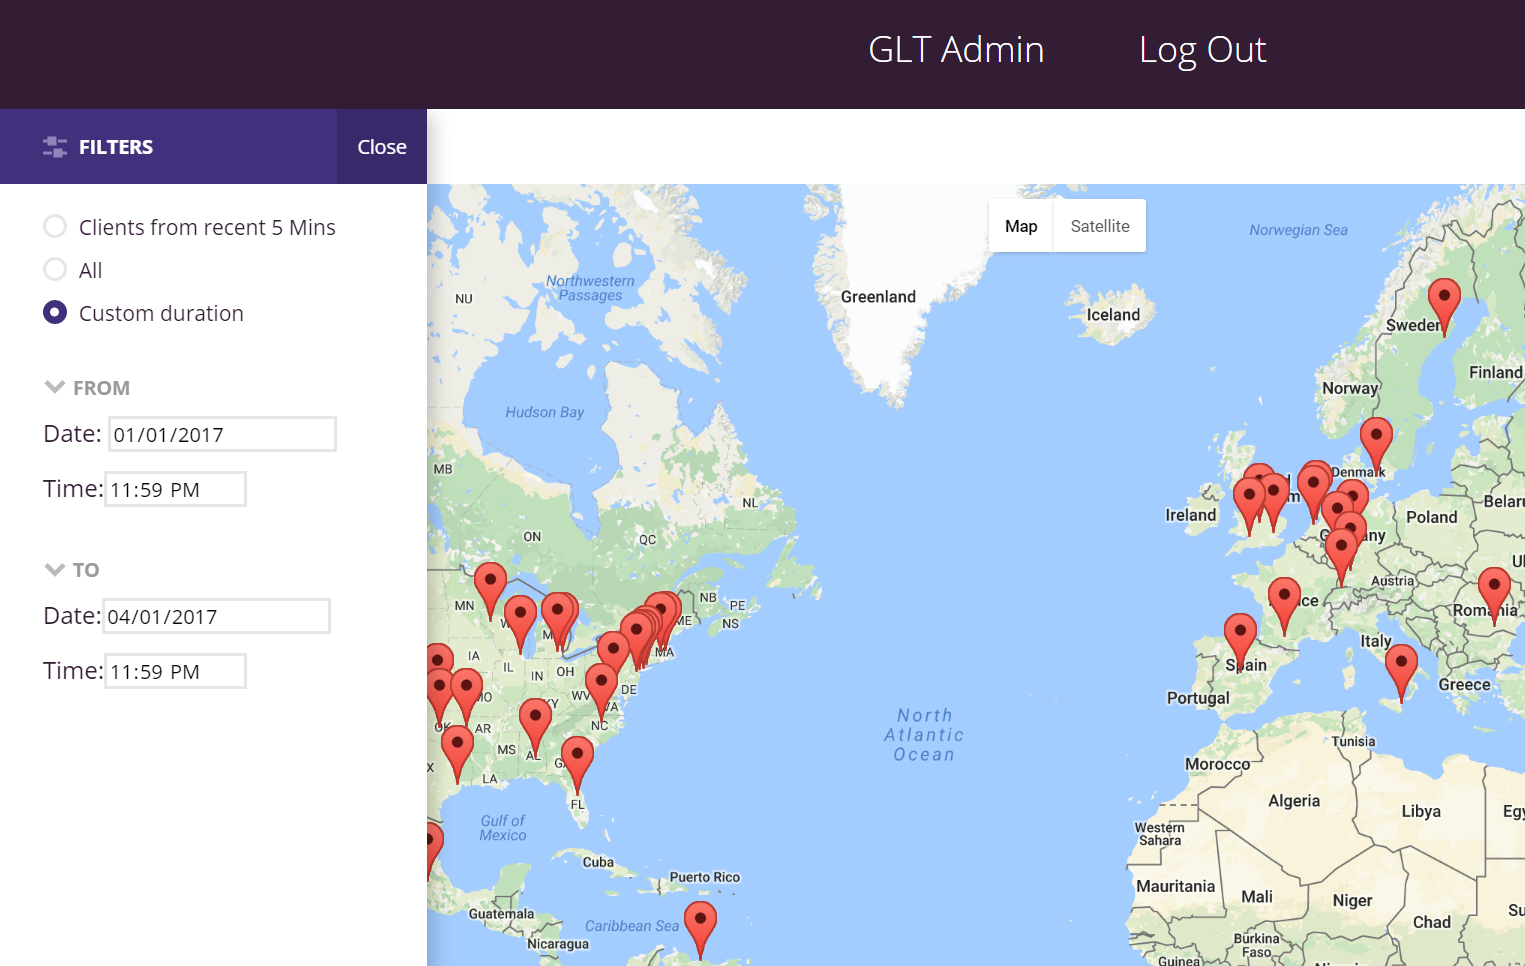 GLT Admin Log Out
FILTERS Close
Clients from recent 5 Mins
All
Custom duration
FROM
Date: 01/01/2017
Time: 11:59 PM
TO
Date: 04/01/2017
Time: 11:59 PM
Map Satellite
Norwegian Sea
Northwestern
Passages
NU
Greenland
Iceland
Sweden
Finland
Norway
Hudson Bay
MB
Denmark
NL
Ireland
Poland
ON
QC
Austria
MN
NB
PE
ME
NS
Italy
MA
IA
IL
IN
OH
Spain
DE
WV
VA
Greece
Portugal
KY
MO
NC
AR
OK
North
Atlantic
Ocean
MS
AL
Tunisia
LA
Morocco
FL
Algeria
Libya
Gulf of
Mexico
Western
Sahara
Cuba
Puerto Rico
Mauritania
Mali
Niger
Guatemala
Chad
Caribbean Sea
Nicaragua
Burkina
Faso
Guinea